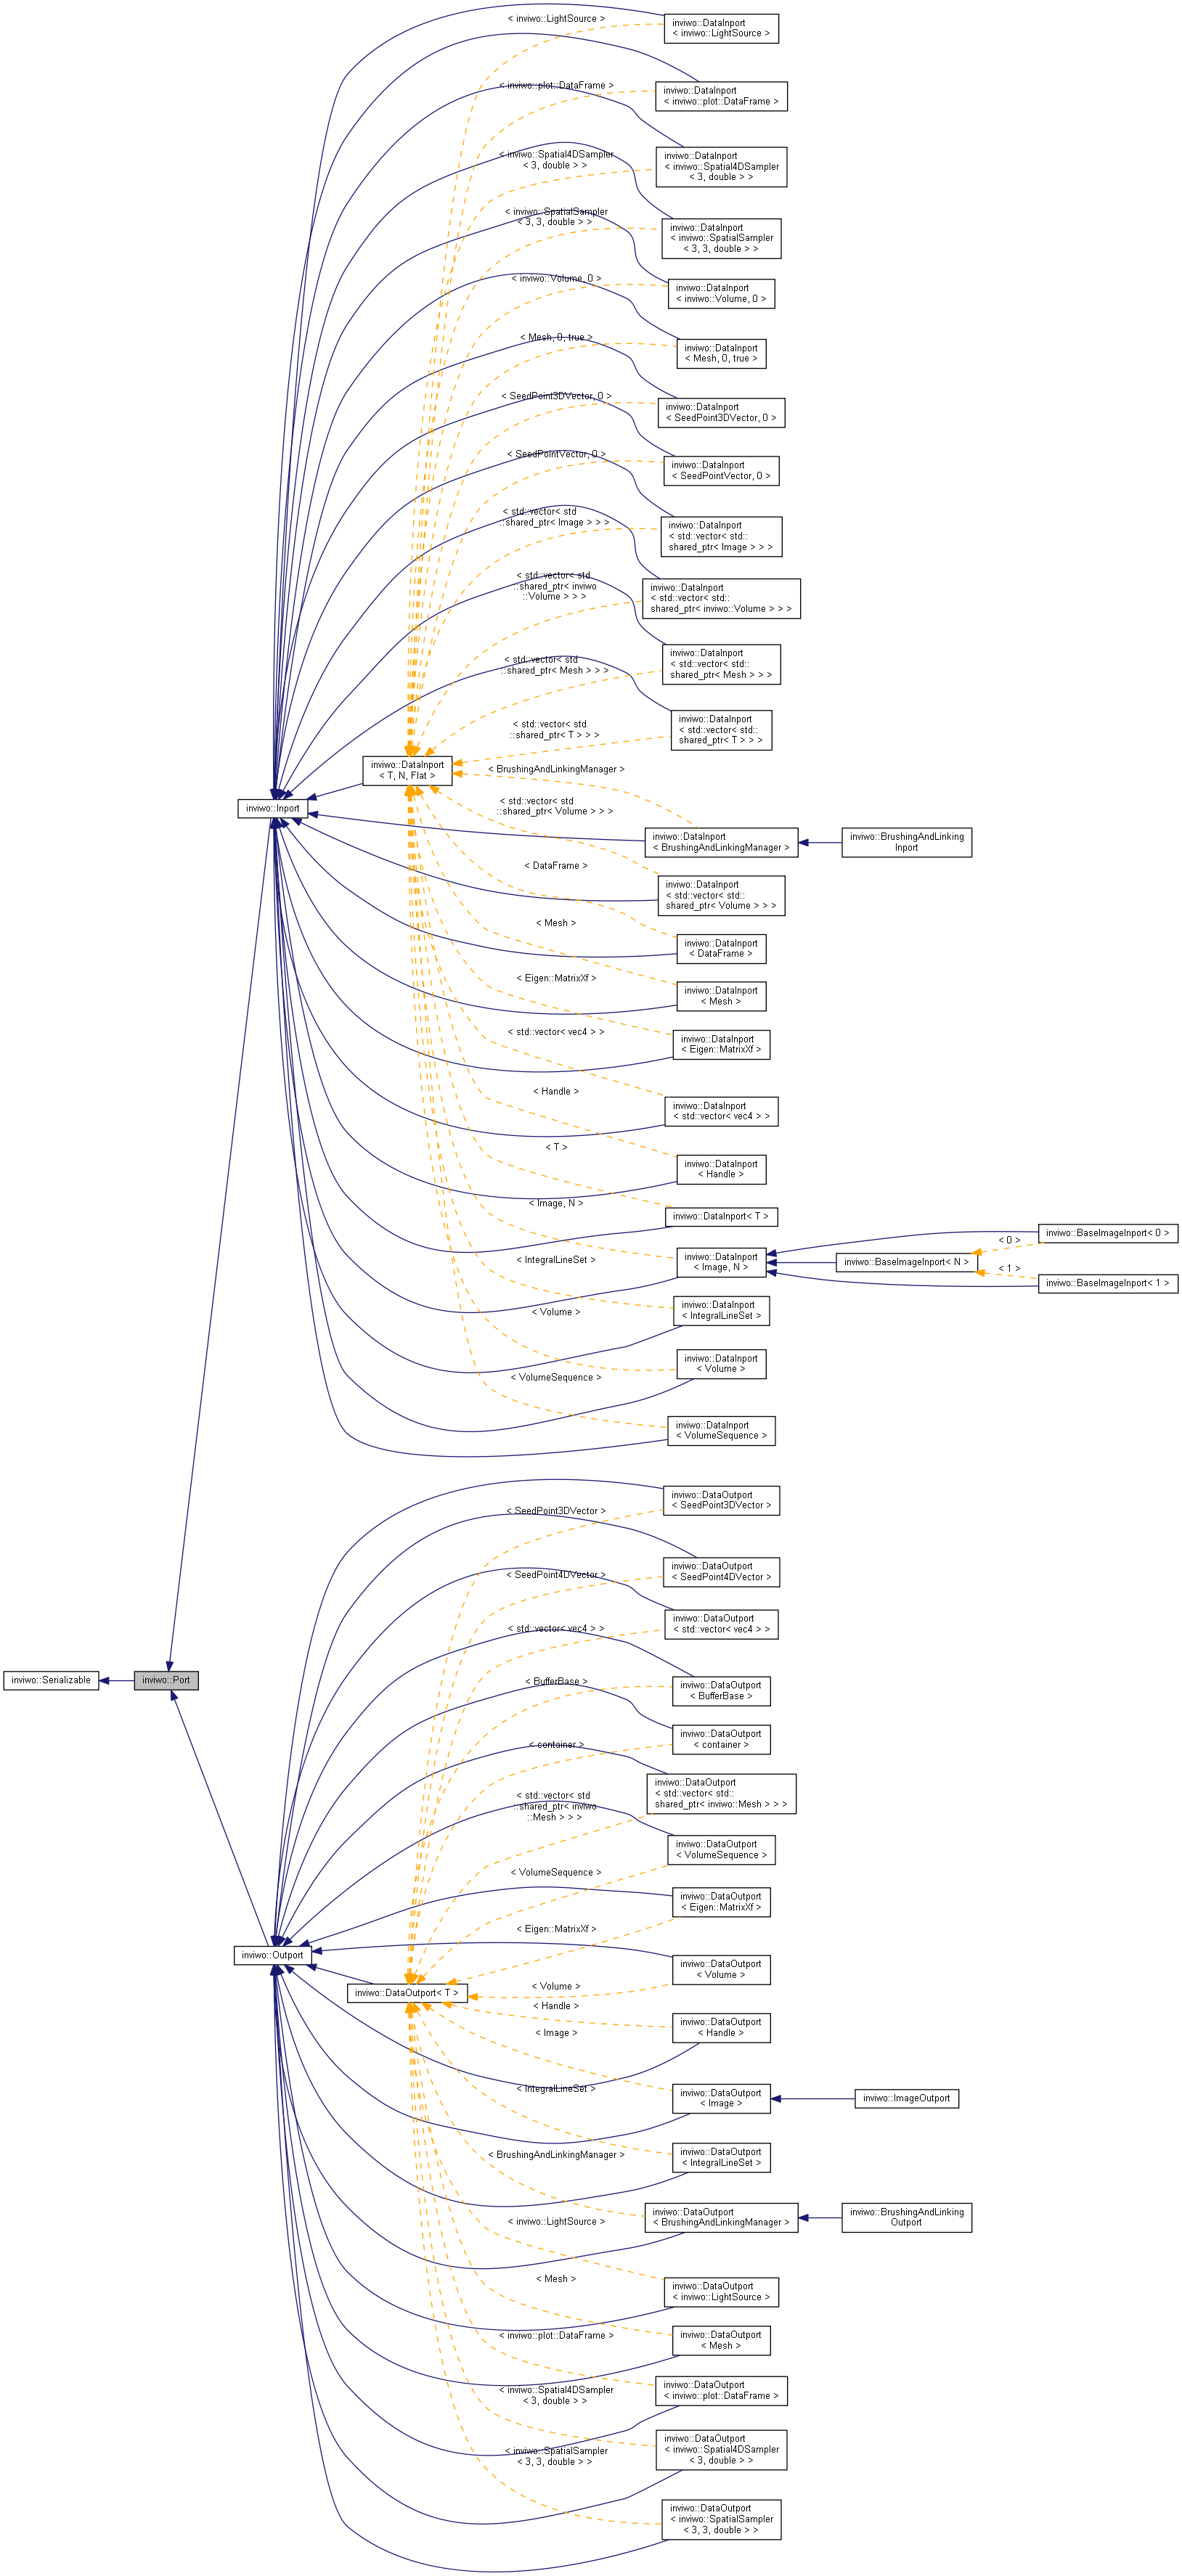 < inviwo::LightSource >
inviwo::DataInport
< inviwo::LightSource >
< inviwo::plot::DataFrame >
inviwo::DataInport
< inviwo::plot::DataFrame >
< inviwo::Spatial4DSampler
< 3, double > >
inviwo::DataInport
< inviwo::Spatial4DSampler
< 3, double > >
< inviwo::SpatialSampler
< 3, 3, double > >
inviwo::DataInport
< inviwo::SpatialSampler
< 3, 3, double > >
< inviwo::Volume, 0 >
inviwo::DataInport
< inviwo::Volume, 0 >
< Mesh, 0, true >
inviwo::DataInport
< Mesh, 0, true >
< SeedPoint3DVector, 0 >
inviwo::DataInport
< SeedPoint3DVector, 0 >
< SeedPointVector, 0 >
inviwo::DataInport
< SeedPointVector, 0 >
< std::vector< std
::shared_ptr< Image > > >
inviwo::DataInport
< std::vector< std::
shared_ptr< Image > > >
< std::vector< std
::shared_ptr< inviwo
::Volume > > >
inviwo::DataInport
< std::vector< std::
shared_ptr< inviwo::Volume > > >
< std::vector< std
::shared_ptr< Mesh > > >
inviwo::DataInport
< std::vector< std::
shared_ptr< Mesh > > >
< std::vector< std
::shared_ptr< T > > >
inviwo::DataInport
< std::vector< std::
shared_ptr< T > > >
inviwo::DataInport
< T, N, Flat >
inviwo::Inport
< BrushingAndLinkingManager >
inviwo::DataInport
< BrushingAndLinkingManager >
inviwo::BrushingAndLinking
Inport
< std::vector< std
::shared_ptr< Volume > > >
inviwo::DataInport
< std::vector< std::
shared_ptr< Volume > > >
< DataFrame >
inviwo::DataInport
< DataFrame >
< Mesh >
inviwo::DataInport
< Mesh >
< Eigen::MatrixXf >
inviwo::DataInport
< Eigen::MatrixXf >
< std::vector< vec4 > >
inviwo::DataInport
< std::vector< vec4 > >
< Handle >
inviwo::DataInport
< Handle >
< T >
inviwo::DataInport< T >
< Image, N >
inviwo::DataInport
< Image, N >
inviwo::BaseImageInport< N >
< 0 >
inviwo::BaseImageInport< 0 >
< 1 >
inviwo::BaseImageInport< 1 >
< IntegralLineSet >
inviwo::DataInport
< IntegralLineSet >
< Volume >
inviwo::DataInport
< Volume >
< VolumeSequence >
inviwo::DataInport
< VolumeSequence >
inviwo::Serializable
inviwo::Port
inviwo::DataOutport
< SeedPoint3DVector >
< SeedPoint3DVector >
inviwo::DataOutport
< SeedPoint4DVector >
< SeedPoint4DVector >
inviwo::DataOutport
< std::vector< vec4 > >
< std::vector< vec4 > >
inviwo::DataOutport
< BufferBase >
< BufferBase >
inviwo::DataOutport
< container >
< container >
inviwo::DataOutport
< std::vector< std::
shared_ptr< inviwo::Mesh > > >
< std::vector< std
::shared_ptr< inviwo
::Mesh > > >
inviwo::DataOutport
< VolumeSequence >
< VolumeSequence >
inviwo::DataOutport
< Eigen::MatrixXf >
< Eigen::MatrixXf >
inviwo::Outport
inviwo::DataOutport< T >
inviwo::DataOutport
< Volume >
< Volume >
< Handle >
inviwo::DataOutport
< Handle >
< Image >
inviwo::DataOutport
< Image >
inviwo::ImageOutport
< IntegralLineSet >
inviwo::DataOutport
< IntegralLineSet >
< BrushingAndLinkingManager >
inviwo::DataOutport
< BrushingAndLinkingManager >
inviwo::BrushingAndLinking
Outport
< inviwo::LightSource >
inviwo::DataOutport
< inviwo::LightSource >
< Mesh >
inviwo::DataOutport
< Mesh >
< inviwo::plot::DataFrame >
inviwo::DataOutport
< inviwo::plot::DataFrame >
< inviwo::Spatial4DSampler
< 3, double > >
inviwo::DataOutport
< inviwo::Spatial4DSampler
< 3, double > >
< inviwo::SpatialSampler
< 3, 3, double > >
inviwo::DataOutport
< inviwo::SpatialSampler
< 3, 3, double > >